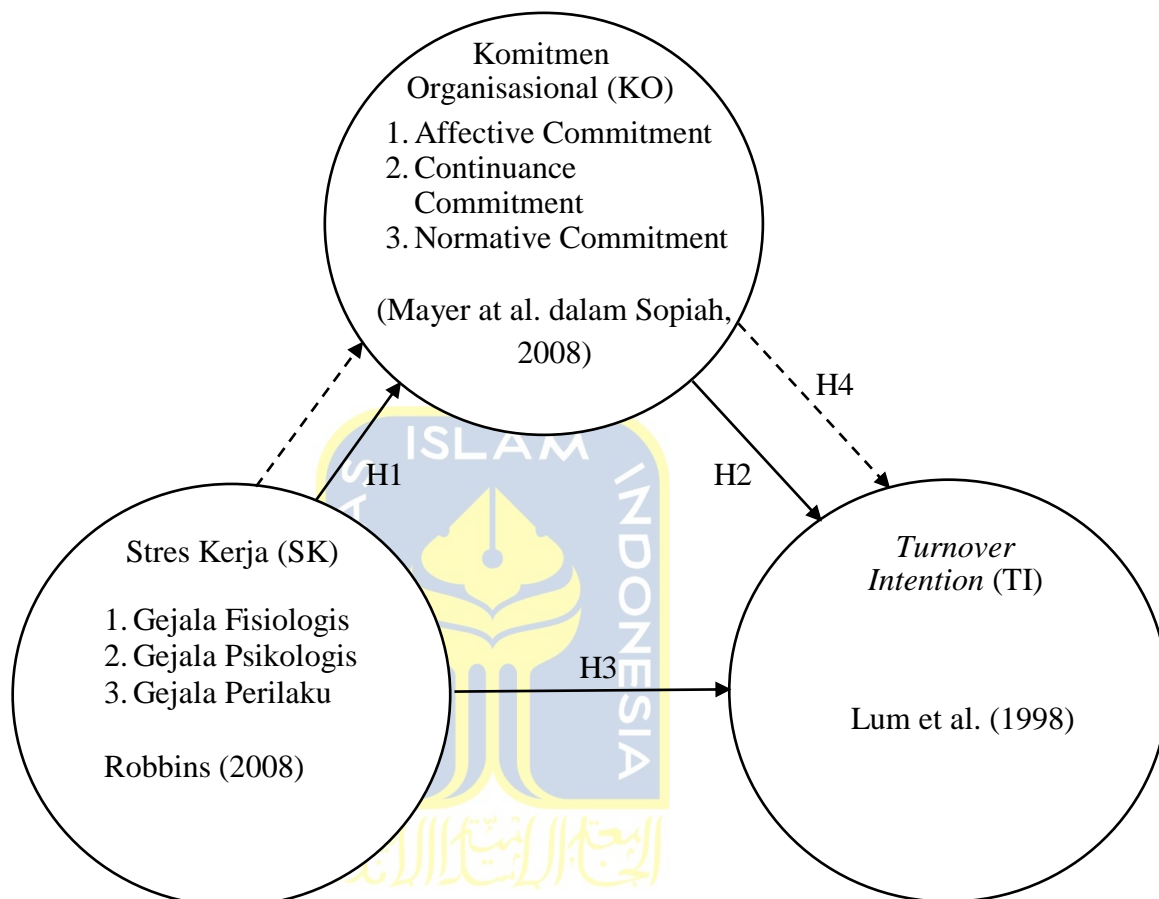 Komitmen
Organisasional (KO)
1. Affective Commitment
2. Continuance
Commitment
3. Normative Commitment
(Mayer at al. dalam Sopiah,
2008)
H4
H1
H2
ISLAM
INDONESIA
Stres Kerja (SK)
1. Gejala Fisiologis
2. Gejala Psikologis
3. Gejala Perilaku
Robbins (2008)
H3
Turnover
Intention (TI)
Lum et al. (1998)